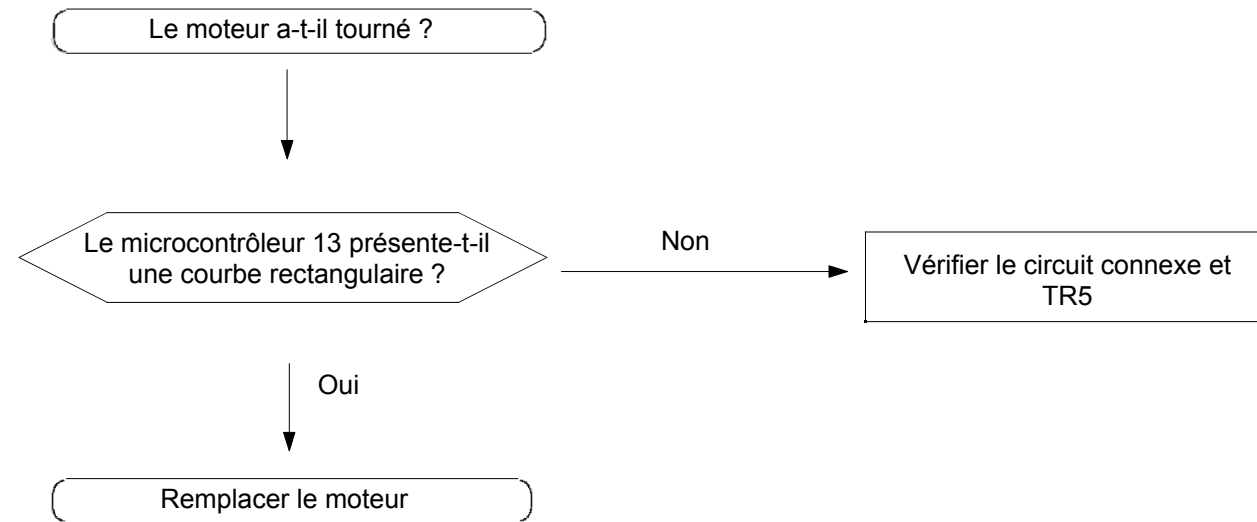 Le moteur a-t-il tourné ?
Le microcontrôleur 13 présente-t-il
une courbe rectangulaire ?
Non
Vérifier le circuit connexe et
TR5
Oui
Remplacer le moteur